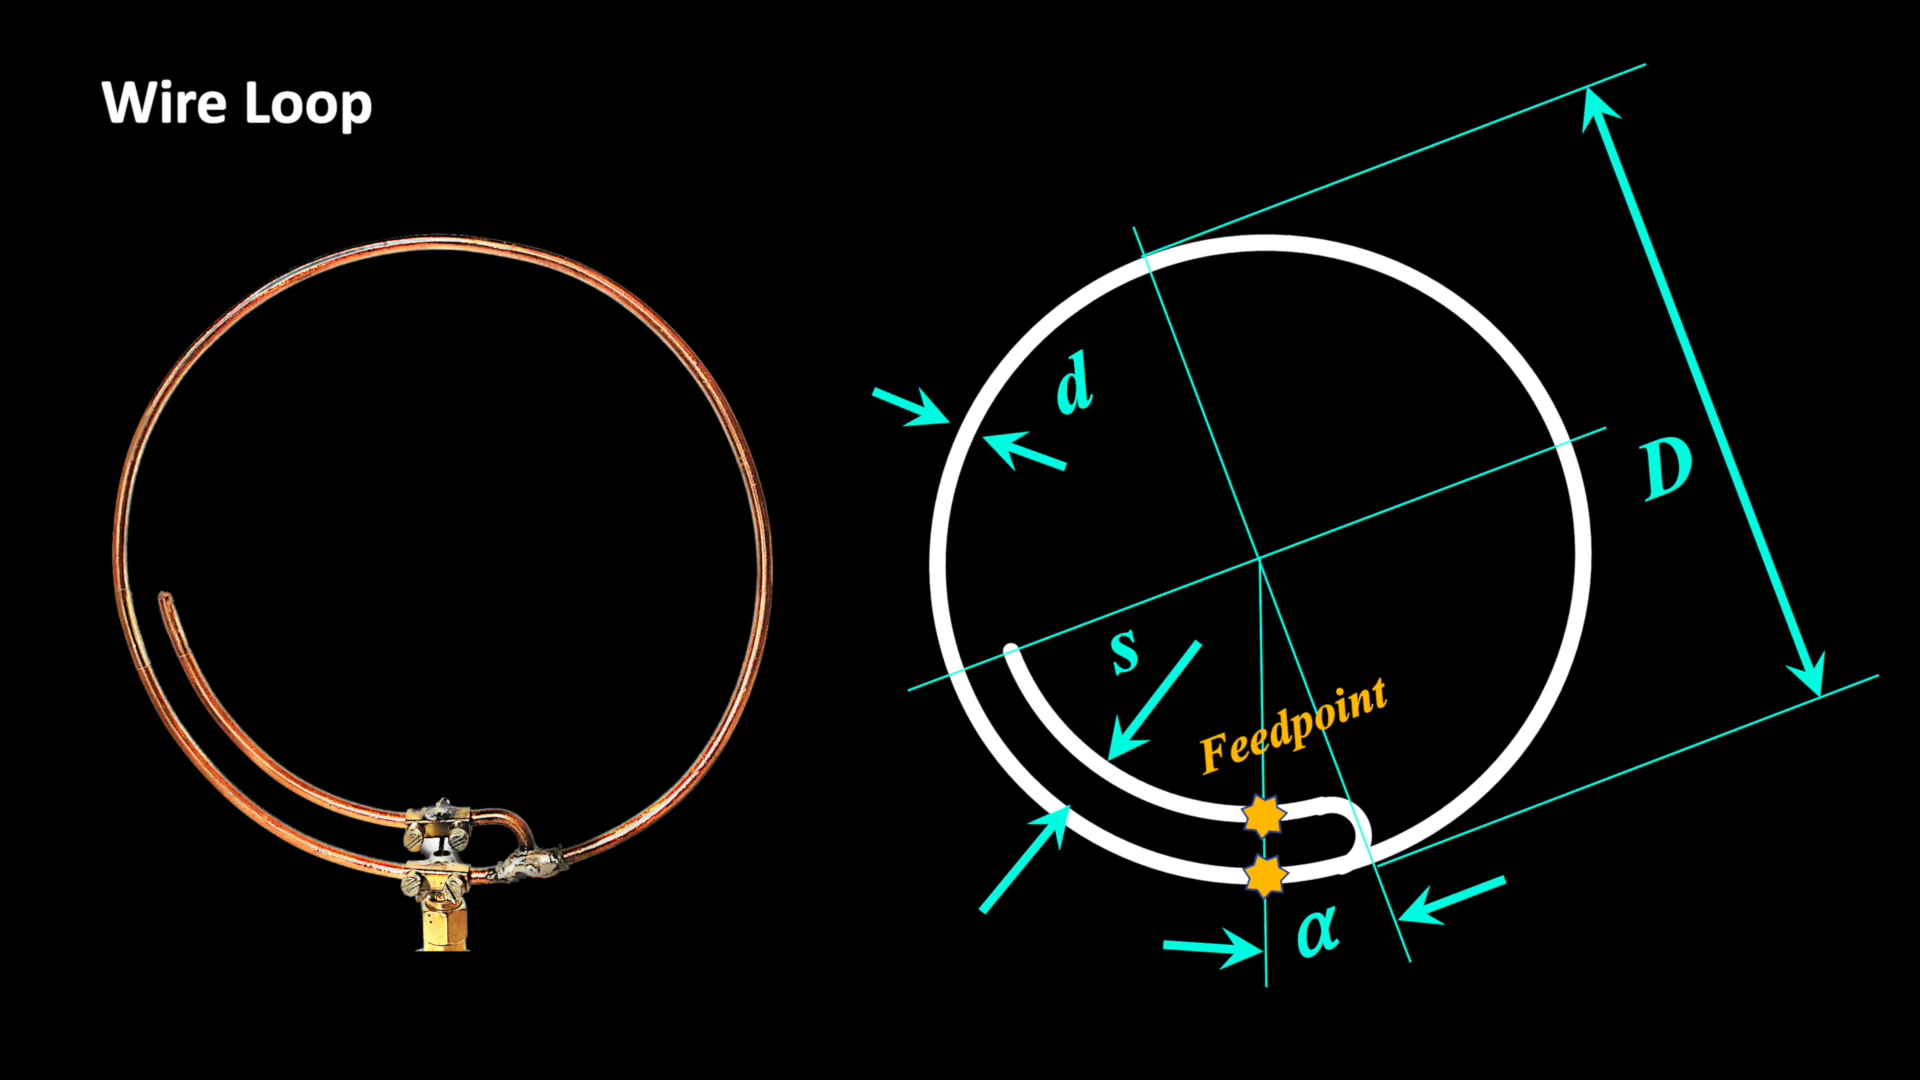 Wire Loop
d
D
s
Feedpoint
α